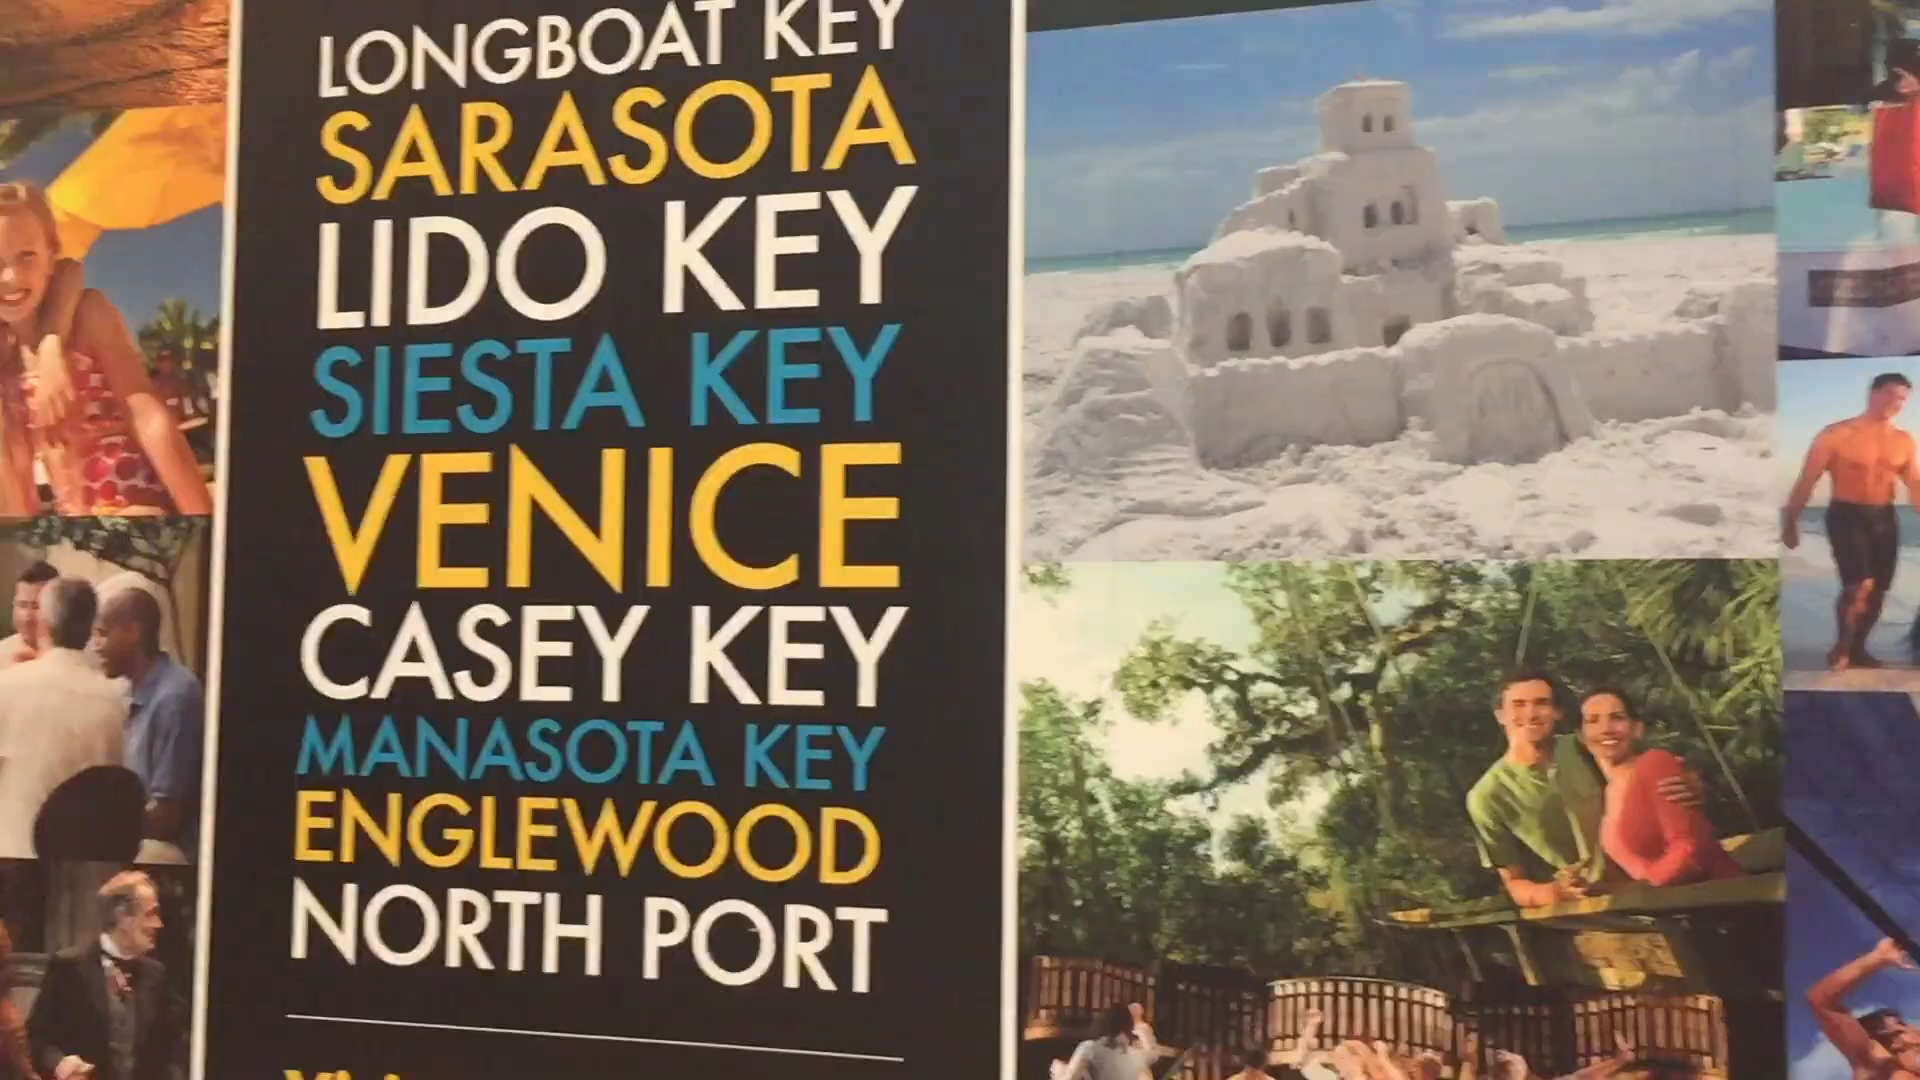 LONGBOAT KEY
SARASOTA
LIDO KEY
SIESTA KEY
VENICE
CASEY KEY
MANASOTA KEY
ENGLEWOOD
NORTH PORT